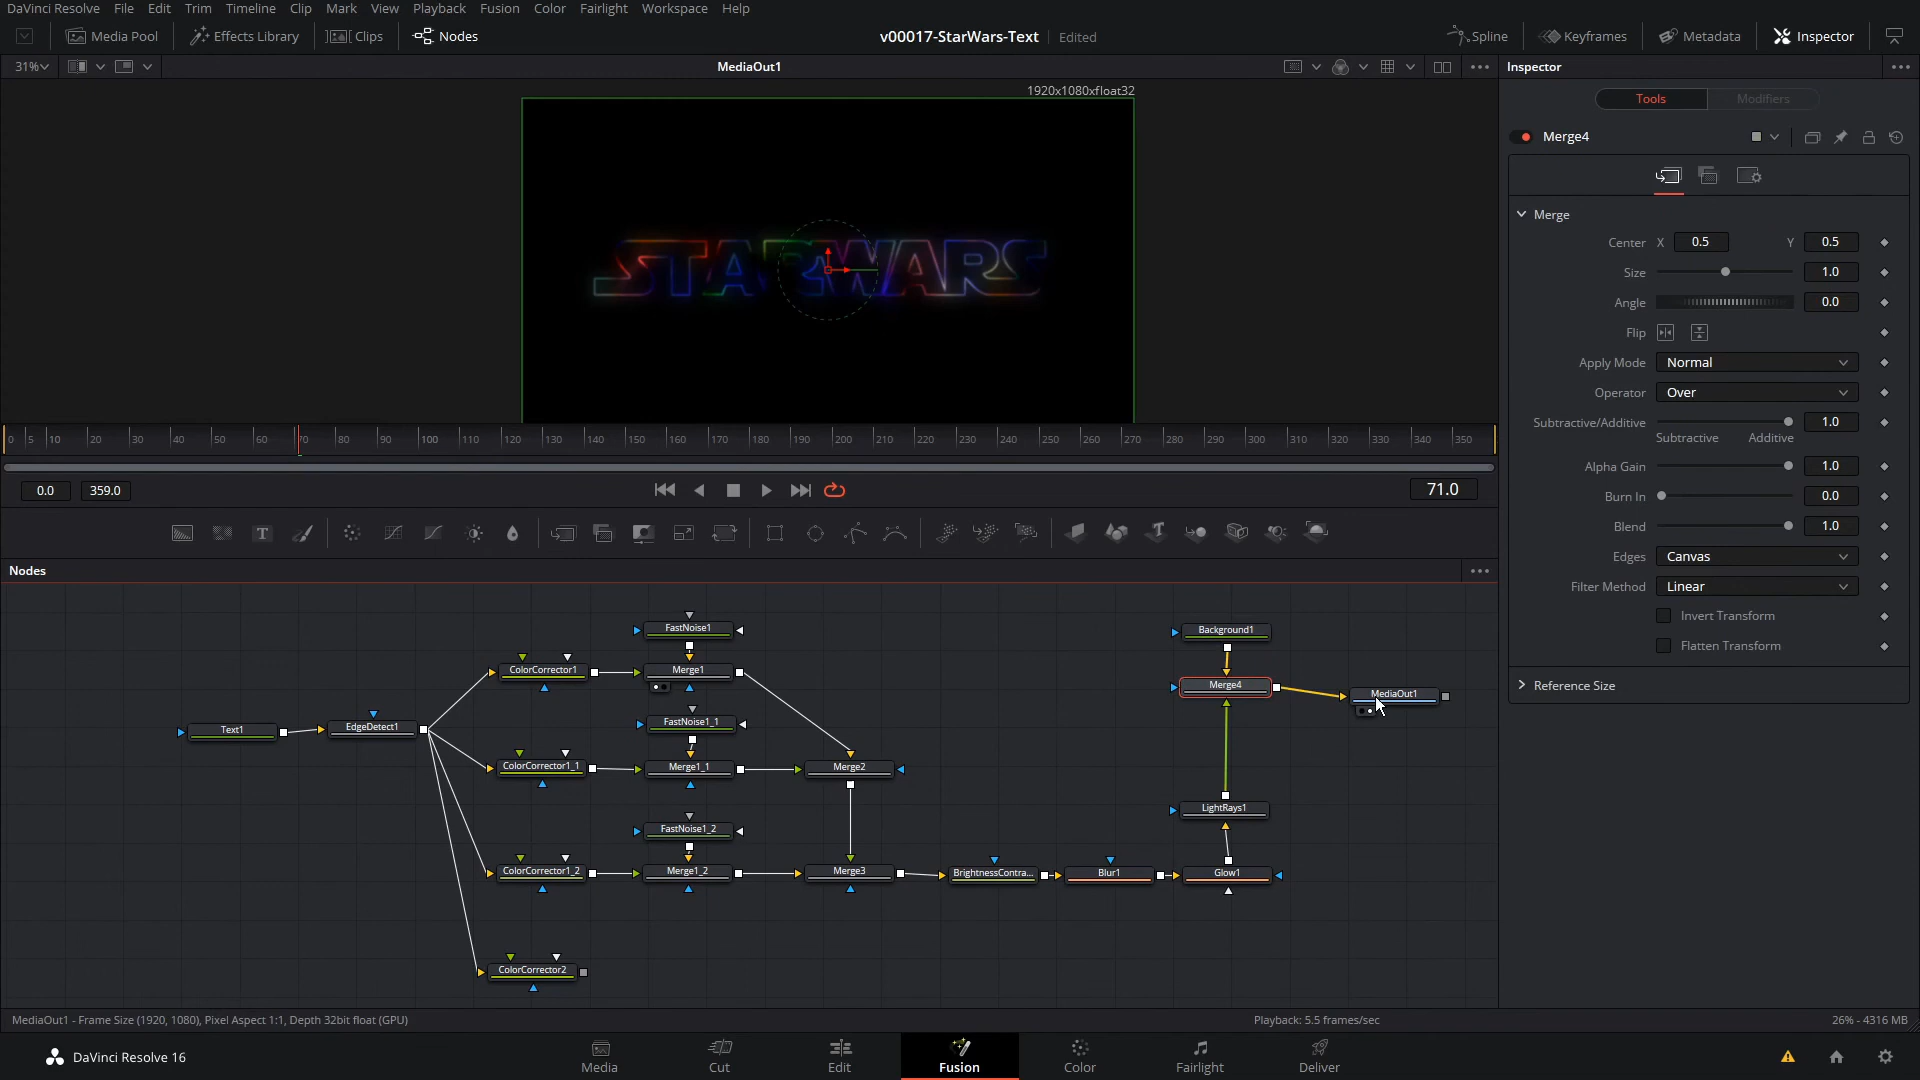 DaVinci Resolve File Edit Trim Timeline Clip Mark View Playback Fusion Color Fairlight Workspace Help
Media Pool Effects Library Clips Nodes v00017-StarWars-Text Edited Spline Keyframes Metadata Inspector
31% MediaOut1 Inspector
1920x1080xfloat32
Tools Modifiers
Merge4
STAR WARS
Merge
Center X 0.5 Y 0.5
Size 1.0
Angle 0.0
Flip
Apply Mode Normal
Operator Over
Subtractive/Additive 1.0
Subtractive Additive
Alpha Gain 1.0
Burn In 0.0
Blend 1.0
Edges Canvas
Filter Method Linear
Invert Transform
Flatten Transform
Reference Size
0 5 10 20 30 40 50 60 70 80 90 100 110 120 130 140 150 160 170 180 190 200 210 220 230 240 250 260 270 280 290 300 310 320 330 340 350
0.0 359.0 71.0
Nodes
FastNoise1 Background1
ColorCorrector1 Merge1 Merge4 MediaOut1
FastNoise1_1
Text1 EdgeDetect1
ColorCorrector1_1 Merge1_1 Merge2
FastNoise1_2 LightRays1
ColorCorrector1_2 Merge1_2 Merge3 BrightnessContra... Blur1 Glow1
ColorCorrector2
MediaOut1 - Frame Size (1920, 1080), Pixel Aspect 1:1, Depth 32bit float (GPU) Playback: 5.5 frames/sec 26% - 4316 MB
DaVinci Resolve 16 Media Cut Edit Fusion Color Fairlight Deliver